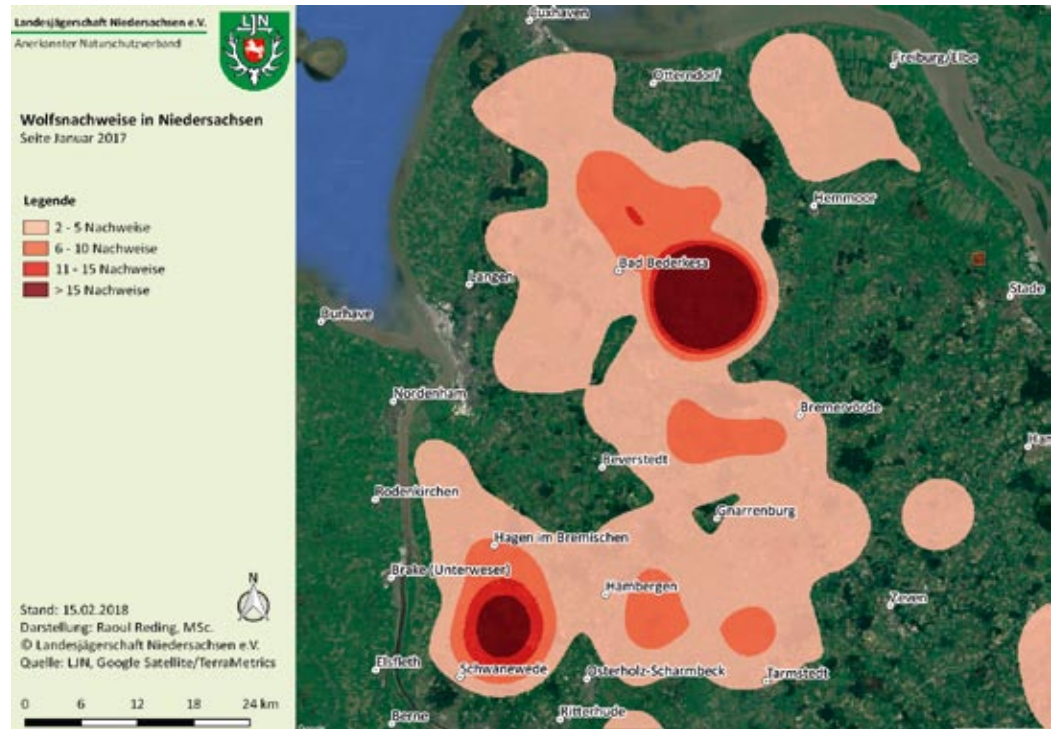 Landesjägerschaft Niedersachsen e.V.
Anerkannter Naturschutzverband
LJN
Wolfsnachweise in Niedersachsen
Seite Januar 2017
Legende
2 - 5 Nachweise
6 - 10 Nachweise
11 - 15 Nachweise
> 15 Nachweise
Cuxhaven
Otterndorf
Freiburg/Elbe
Hemmoor
Bad Bederkesa
Langen
Stade
Burhave
Nordenham
Bremervörde
Beverstedt
Ham
Rodenkirchen
Gnarrenburg
Hagen im Bremischen
Brake (Unterweser)
Hambergen
Zeven
Elsfleth
Schwanewede
Osterholz-Scharmbeck
Tarmstedt
Berne
Ritterhude
N
Stand: 15.02.2018
Darstellung: Raoul Reding, MSc.
© Landesjägerschaft Niedersachsen e.V.
Quelle: LJN, Google Satellite/TerraMetrics
0 6 12 18 24 km